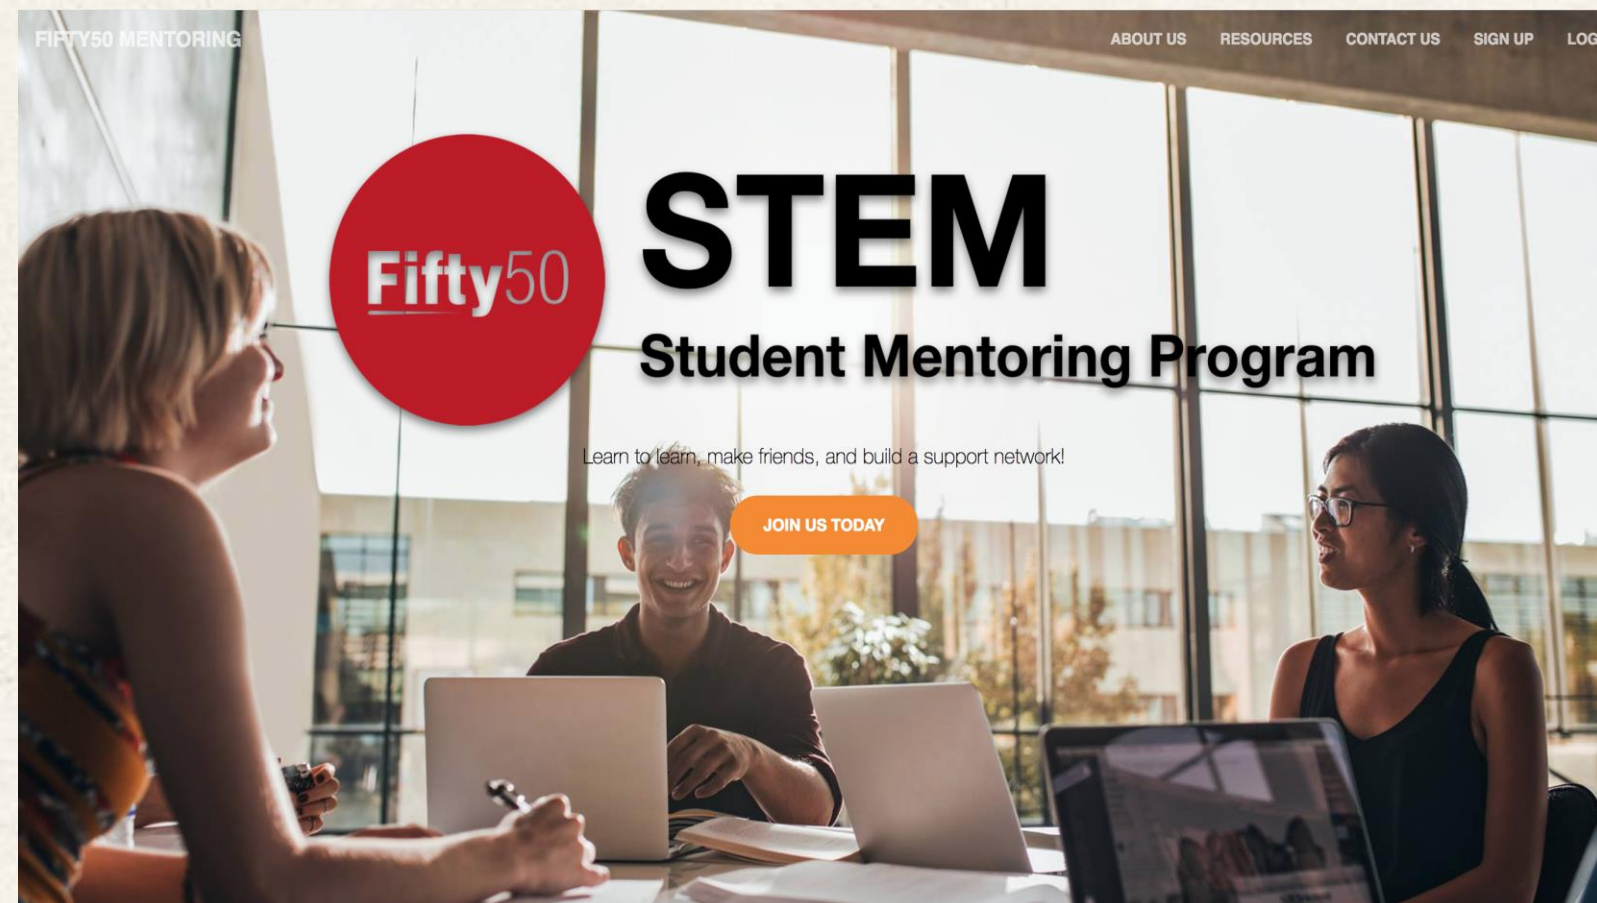 FIFTY50 MENTORING
ABOUT US RESOURCES CONTACT US SIGN UP LOG
Fifty50
STEM
Student Mentoring Program
Learn to learn, make friends, and build a support network!
JOIN US TODAY